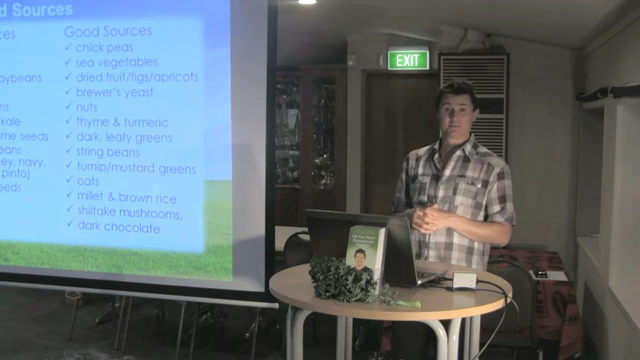 d Sources
ces
oybeans
ns
kale
me seeds
eans
ey, navy,
pinto)
eeds
Good Sources
✓ chick peas
✓ sea vegetables
✓ dried fruit/figs/apricots
✓ brewer's yeast
✓ nuts
✓ thyme & turmeric
✓ dark, leafy greens
✓ string beans
✓ turnip/mustard greens
✓ oats
✓ millet & brown rice
✓ shiitake mushrooms,
✓ dark chocolate
EXIT